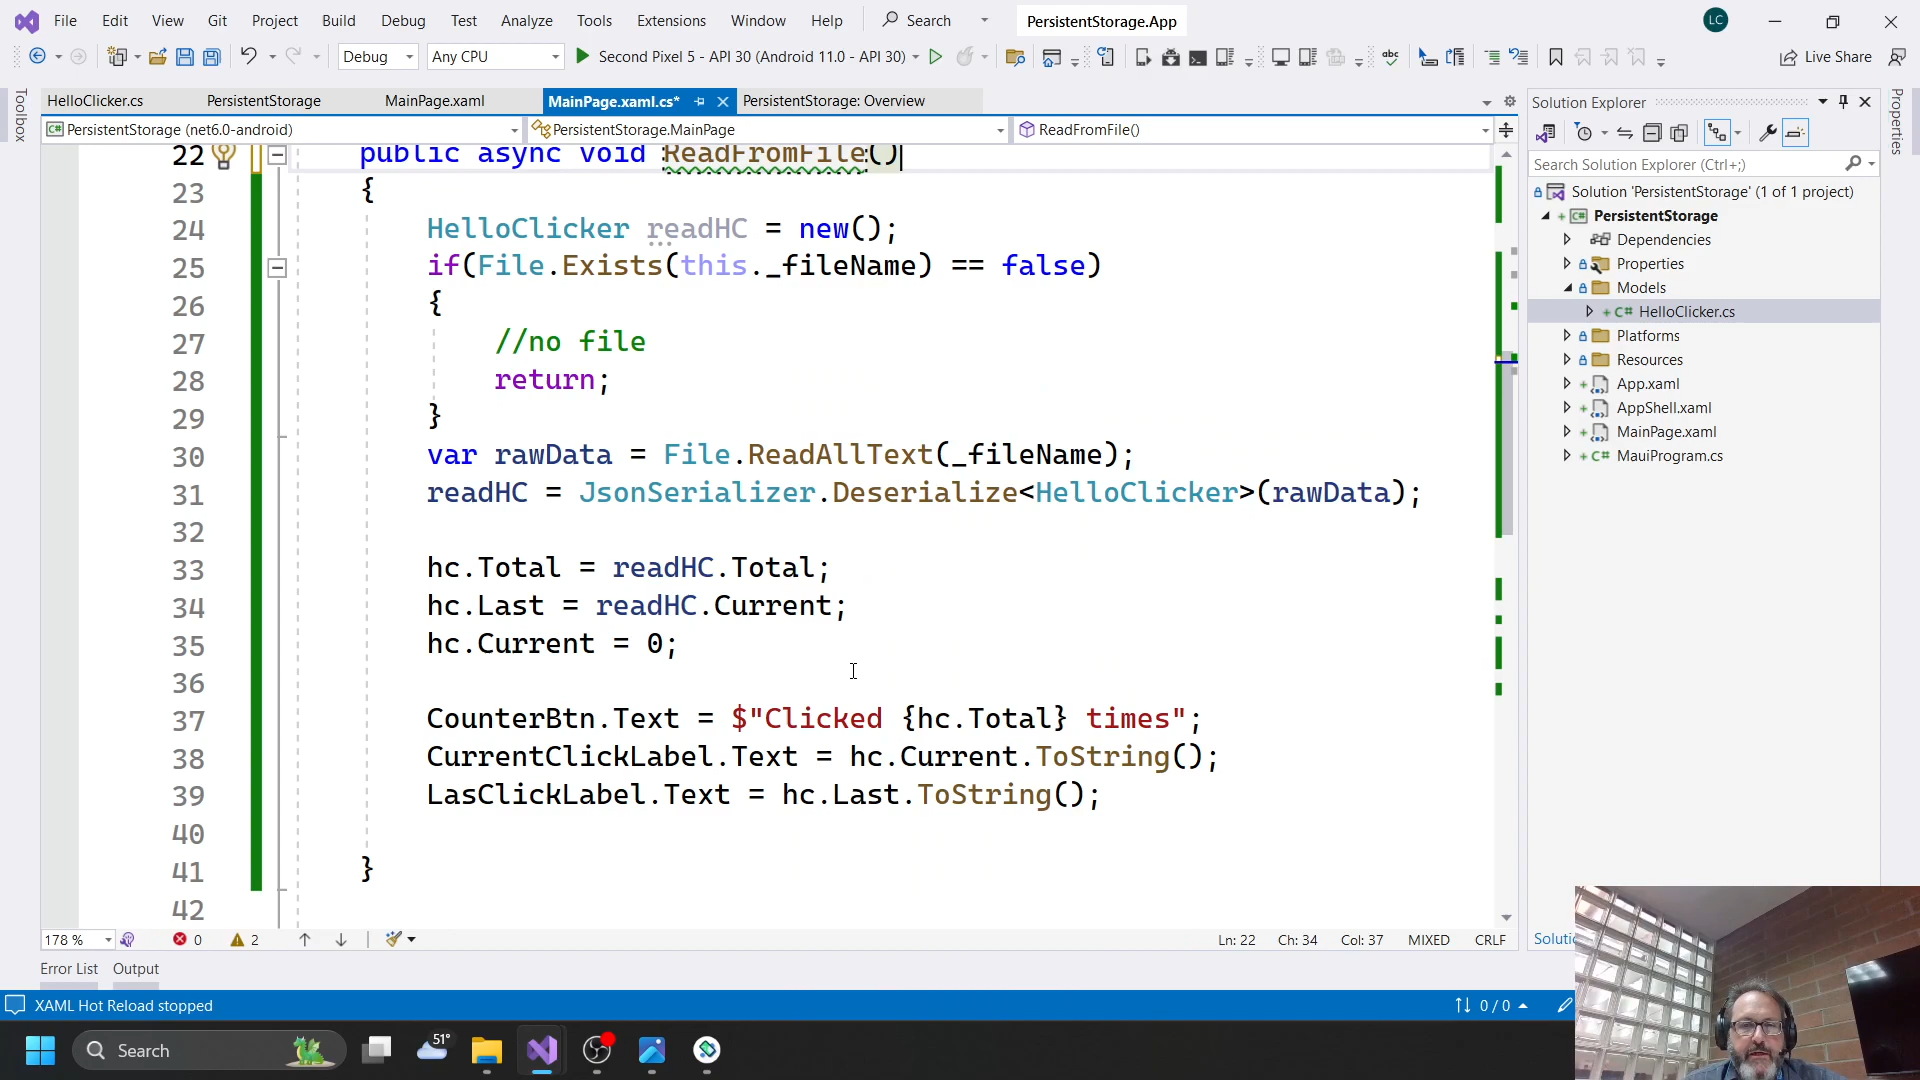 File Edit View Git Project Build Debug Test Analyze Tools Extensions Window Help Search PersistentStorage.App LC
Debug Any CPU Second Pixel 5 - API 30 (Android 11.0 - API 30) Live Share
HelloClicker.cs PersistentStorage MainPage.xaml MainPage.xaml.cs* PersistentStorage: Overview
PersistentStorage (net6.0-android) PersistentStorage.MainPage ReadFromFile()
22 public async void ReadFromFile()
23 {
24 HelloClicker readHC = new();
25 if(File.Exists(this._fileName) == false)
26 {
27 //no file
28 return;
29 }
30 var rawData = File.ReadAllText(_fileName);
31 readHC = JsonSerializer.Deserialize<HelloClicker>(rawData);
32
33 hc.Total = readHC.Total;
34 hc.Last = readHC.Current;
35 hc.Current = 0;
36
37 CounterBtn.Text = $"Clicked {hc.Total} times";
38 CurrentClickLabel.Text = hc.Current.ToString();
39 LasClickLabel.Text = hc.Last.ToString();
40
41 }
42
178 % 0 2 Ln: 22 Ch: 34 Col: 37 MIXED CRLF
Toolbox
Solution Explorer
Search Solution Explorer (Ctrl+;)
Solution 'PersistentStorage' (1 of 1 project)
PersistentStorage
Dependencies
Properties
Models
C# HelloClicker.cs
Platforms
Resources
App.xaml
AppShell.xaml
MainPage.xaml
C# MauiProgram.cs
Properties
Error List Output
XAML Hot Reload stopped 0 / 0
Search 51°